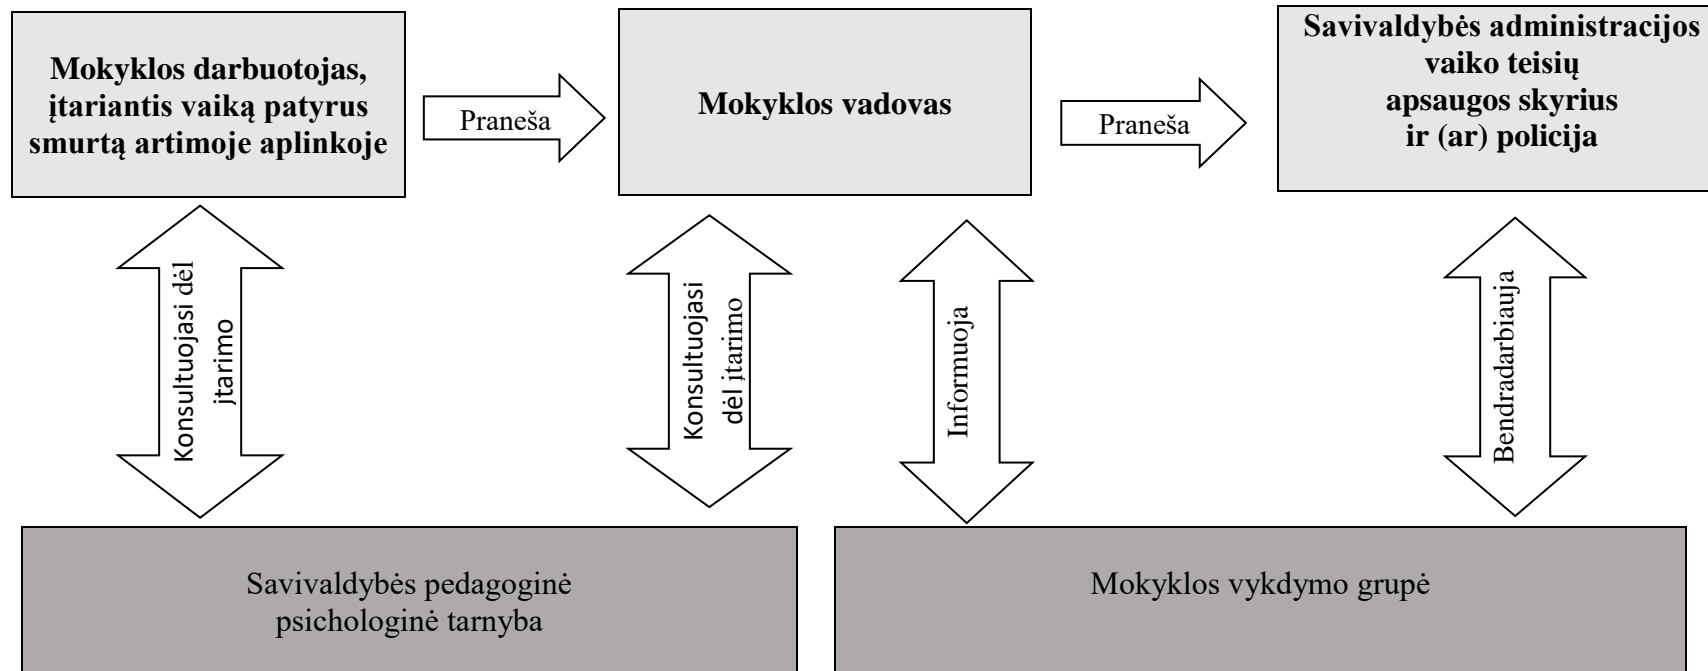 Mokyklos darbuotojas,
įtariantis vaiką patyrus
smurtą artimoje aplinkoje
Praneša
Mokyklos vadovas
Praneša
Savivaldybės administracijos
vaiko teisių
apsaugos skyrius
ir (ar) policija
Konsultuojasi dėl
įtarimo
Konsultuojasi
dėl įtarimo
Informuoja
Bendradarbiauja
Savivaldybės pedagoginė
psichologinė tarnyba
Mokyklos vykdymo grupė